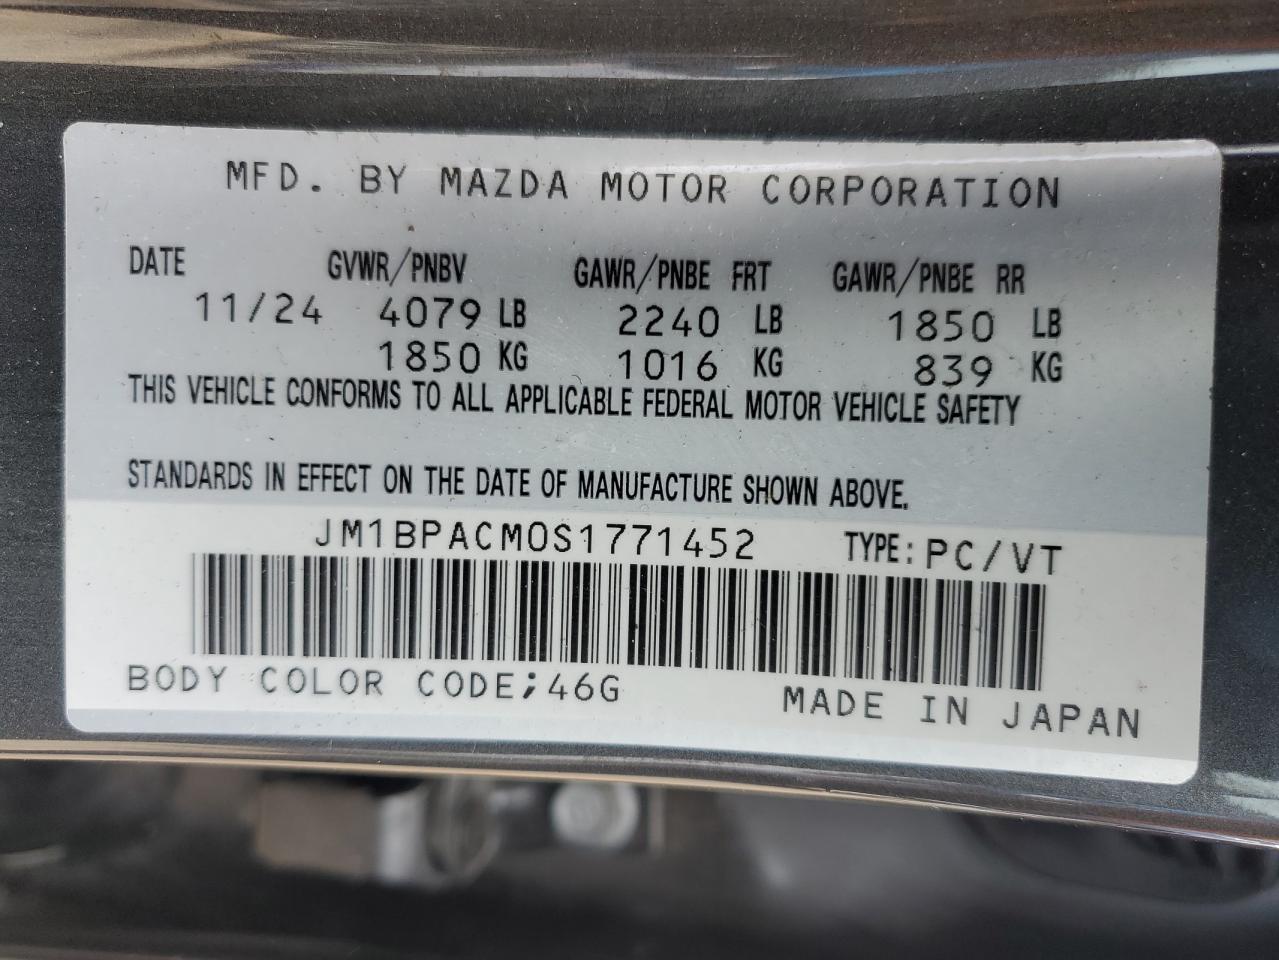 MFD. BY MAZDA MOTOR CORPORATION
DATE GVWR/PNBV GAWR/PNBE FRT GAWR/PNBE RR
11/24 4079 LB 2240 LB 1850 LB
1850 KG 1016 KG 839 KG
THIS VEHICLE CONFORMS TO ALL APPLICABLE FEDERAL MOTOR VEHICLE SAFETY
STANDARDS IN EFFECT ON THE DATE OF MANUFACTURE SHOWN ABOVE.
JM1BPACM0S1771452 TYPE: PC/VT
BODY COLOR CODE;46G MADE IN JAPAN